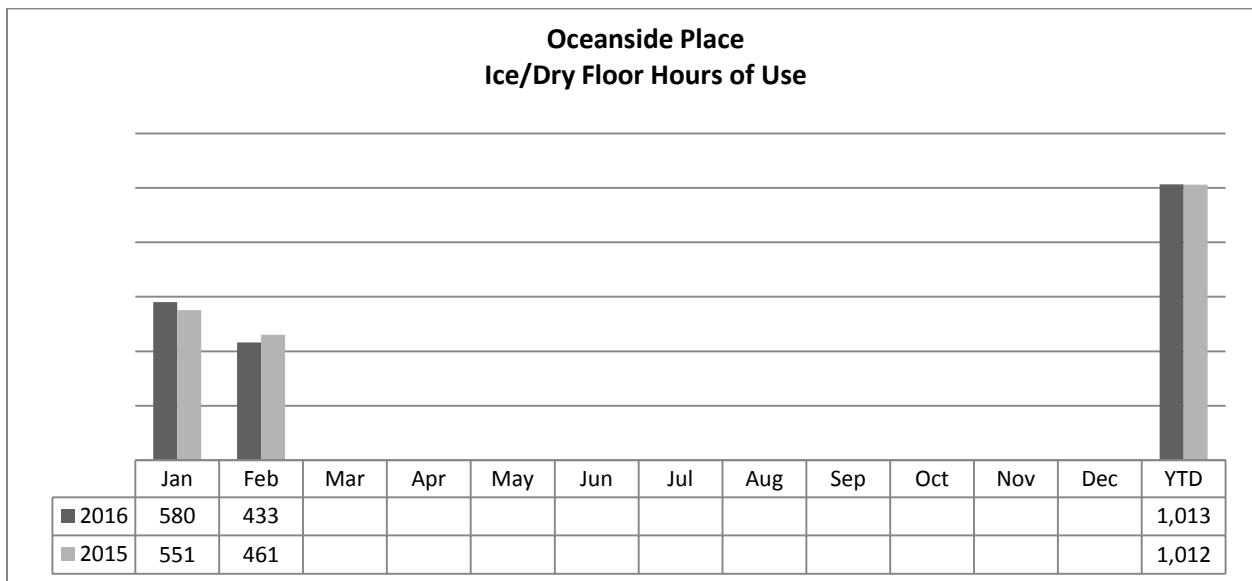 Oceanside Place
Ice/Dry Floor Hours of Use
Jan Feb Mar Apr May Jun Jul Aug Sep Oct Nov Dec YTD
2016 580 433 1,013
2015 551 461 1,012